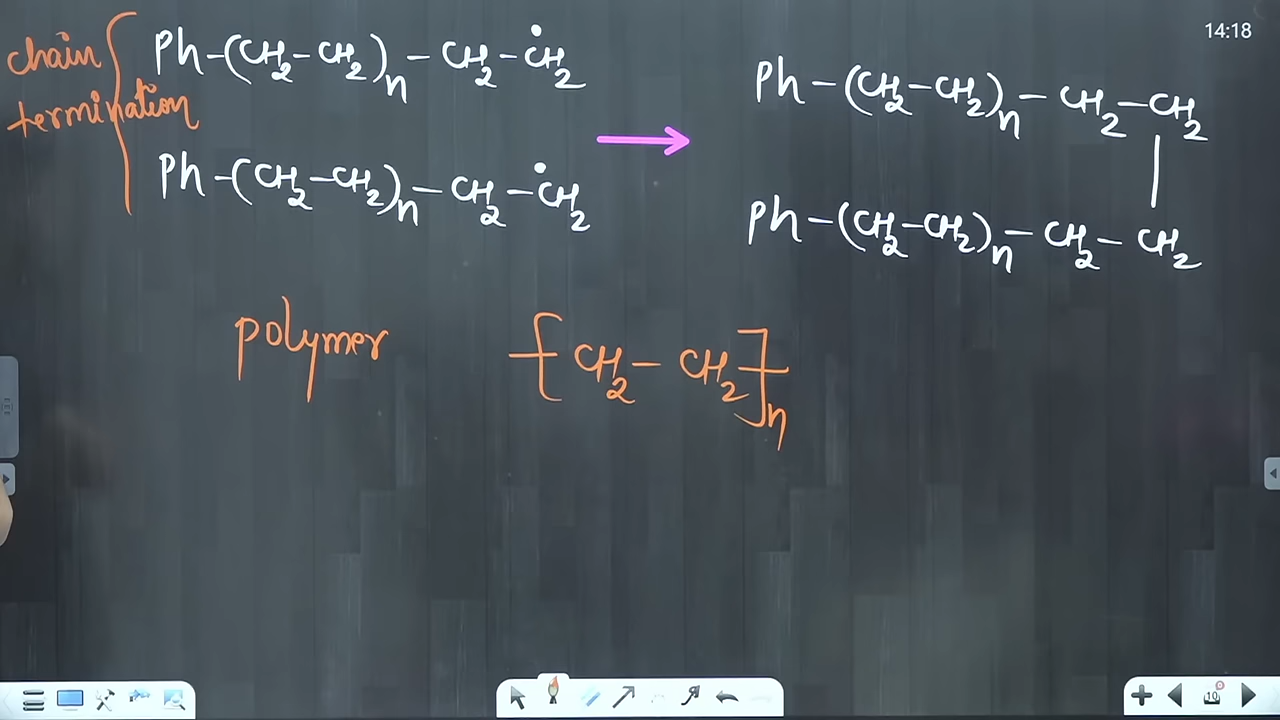 14:18
chain
termination
Ph-(CH2-CH2)n-CH2-ĊH2
Ph-(CH2-CH2)n-CH2-ĊH2
→
Ph-(CH2-CH2)n-CH2-CH2
|
Ph-(CH2-CH2)n-CH2-CH2
polymer -[CH2-CH2]-n
10